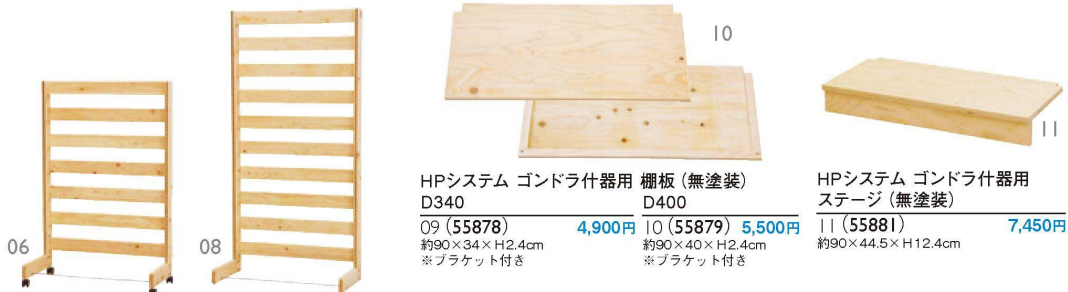 10
11
06
08
HPシステム ゴンドラ什器用 棚板 (無塗装)
D340
09 (55878) 4,900円
約90×34×H2.4cm
※ブラケット付き
D400
10 (55879) 5,500円
約90×40×H2.4cm
※ブラケット付き
HPシステム ゴンドラ什器用
ステージ (無塗装)
11 (55881) 7,450円
約90×44.5×H12.4cm